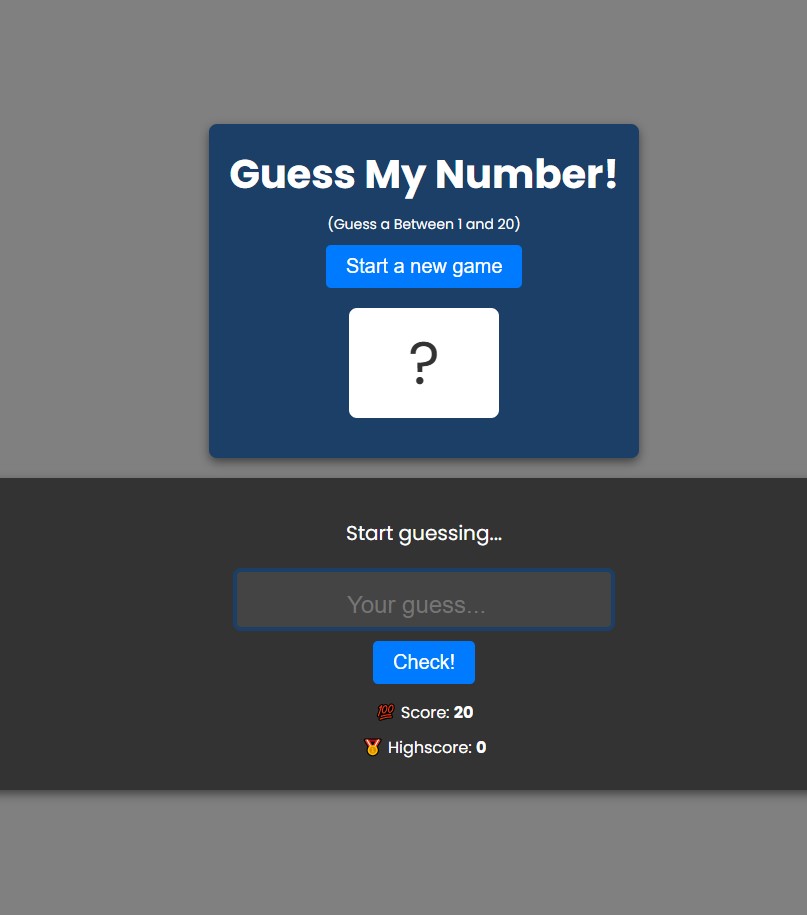 Guess My Number!
(Guess a Between 1 and 20)
Start a new game
?
Start guessing...
Your guess...
Check!
💯 Score: 20
🥇 Highscore: 0